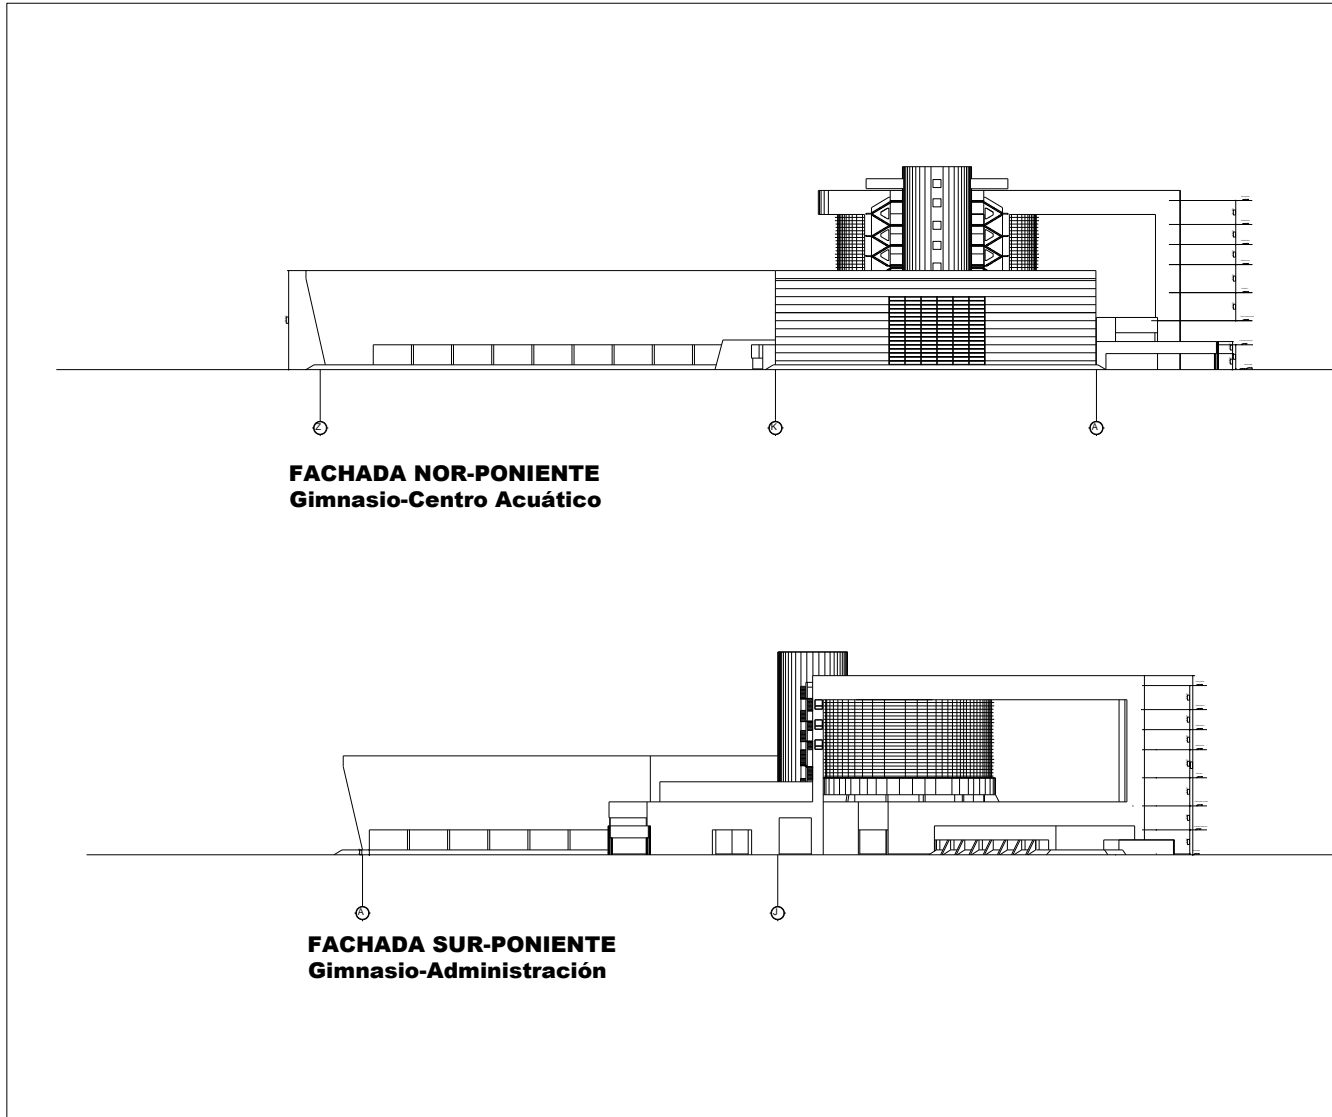 Z
K
A
FACHADA NOR-PONIENTE
Gimnasio-Centro Acuático
A
J
FACHADA SUR-PONIENTE
Gimnasio-Administración